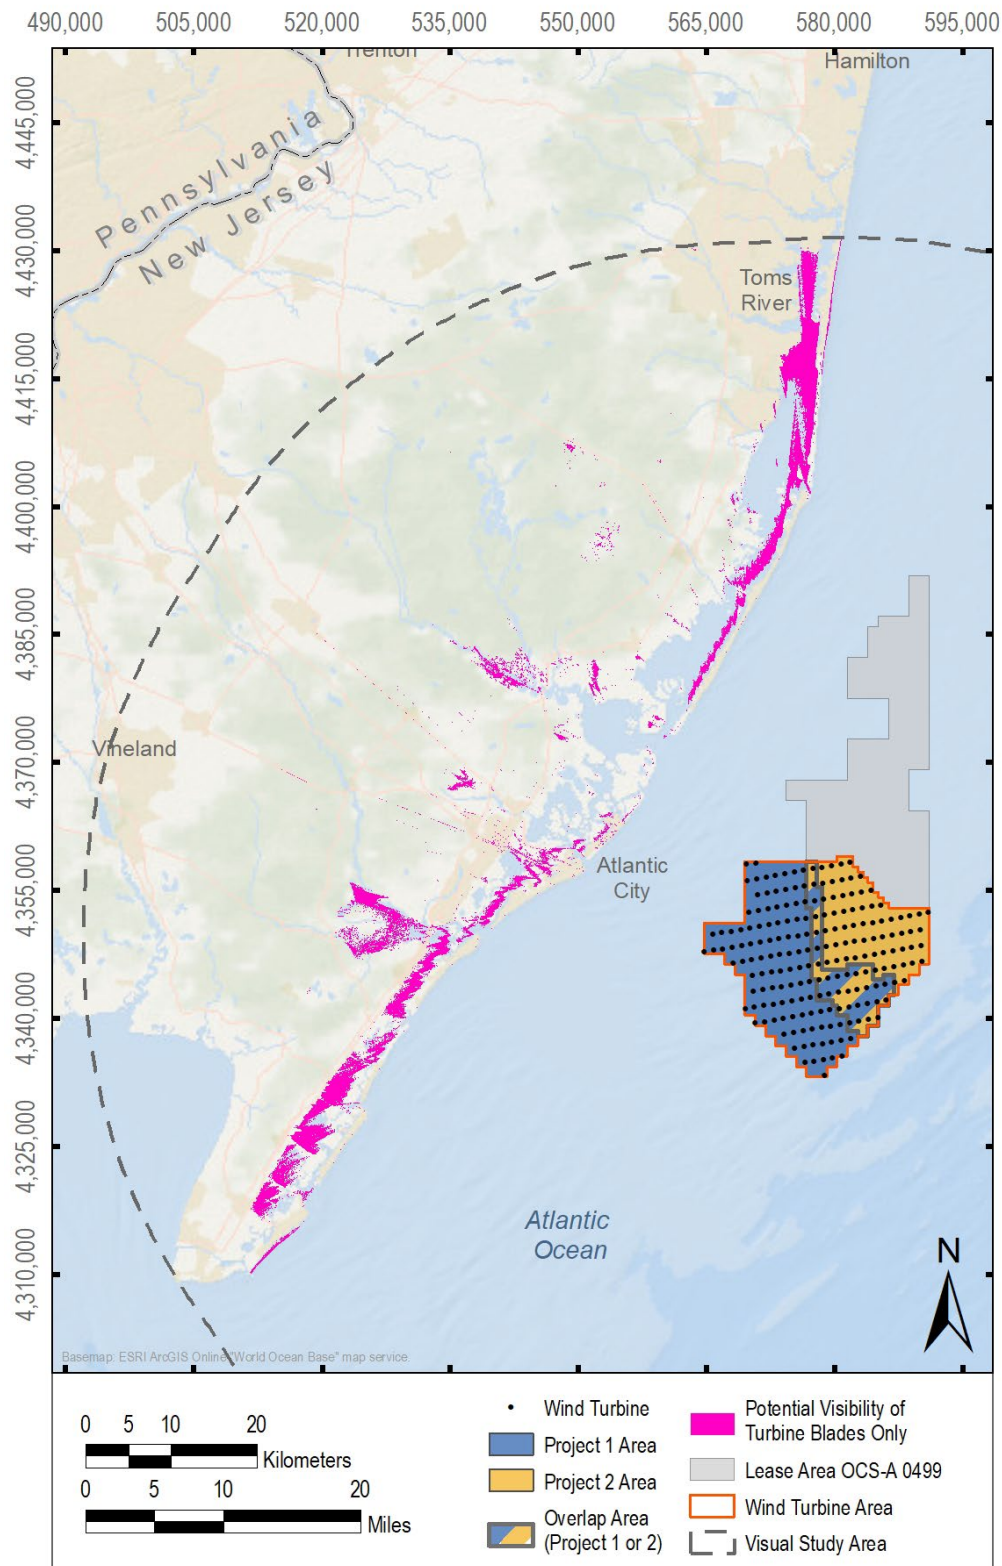 490,000 505,000 520,000 535,000 550,000 565,000 580,000 595,000
Trenton
Hamilton
4,445,000
Pennsylvania
New Jersey
4,430,000
Toms
River
4,415,000
4,400,000
4,385,000
4,370,000
Vineland
4,355,000
Atlantic
City
4,340,000
4,325,000
Atlantic
Ocean
N
4,310,000
Basemap: ESRI ArcGIS Online "World Ocean Base" map service.
0 5 10 20
Kilometers
0 5 10 20
Miles
Wind Turbine
Project 1 Area
Project 2 Area
Overlap Area
(Project 1 or 2)
Potential Visibility of
Turbine Blades Only
Lease Area OCS-A 0499
Wind Turbine Area
Visual Study Area